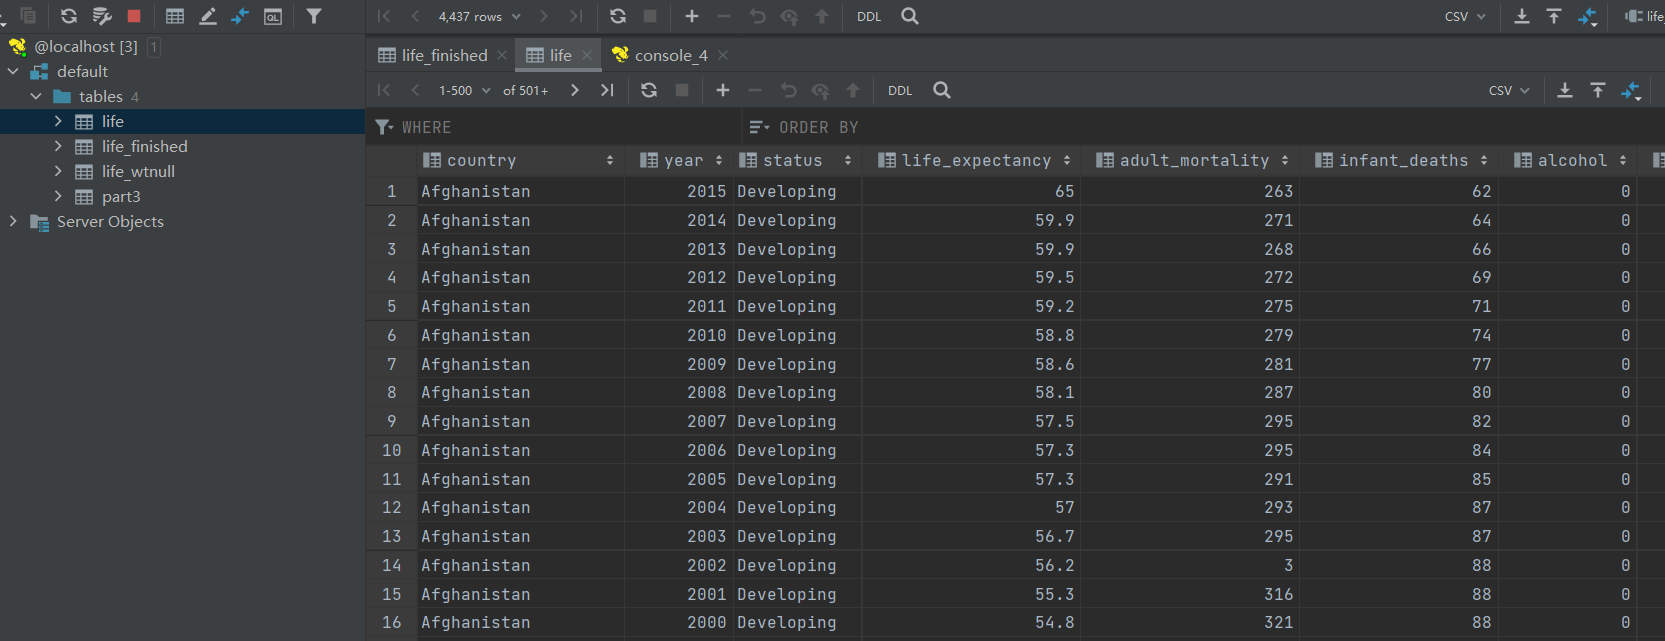 4,437 rows DDL CSV life
@localhost [3] 1
life_finished life console_4
default
tables 4
1-500 of 501+ DDL CSV
life
WHERE ORDER BY
life_finished
life_wtnull
part3
Server Objects
country year status life_expectancy adult_mortality infant_deaths alcohol
1 Afghanistan 2015 Developing 65 263 62 0
2 Afghanistan 2014 Developing 59.9 271 64 0
3 Afghanistan 2013 Developing 59.9 268 66 0
4 Afghanistan 2012 Developing 59.5 272 69 0
5 Afghanistan 2011 Developing 59.2 275 71 0
6 Afghanistan 2010 Developing 58.8 279 74 0
7 Afghanistan 2009 Developing 58.6 281 77 0
8 Afghanistan 2008 Developing 58.1 287 80 0
9 Afghanistan 2007 Developing 57.5 295 82 0
10 Afghanistan 2006 Developing 57.3 295 84 0
11 Afghanistan 2005 Developing 57.3 291 85 0
12 Afghanistan 2004 Developing 57 293 87 0
13 Afghanistan 2003 Developing 56.7 295 87 0
14 Afghanistan 2002 Developing 56.2 3 88 0
15 Afghanistan 2001 Developing 55.3 316 88 0
16 Afghanistan 2000 Developing 54.8 321 88 0